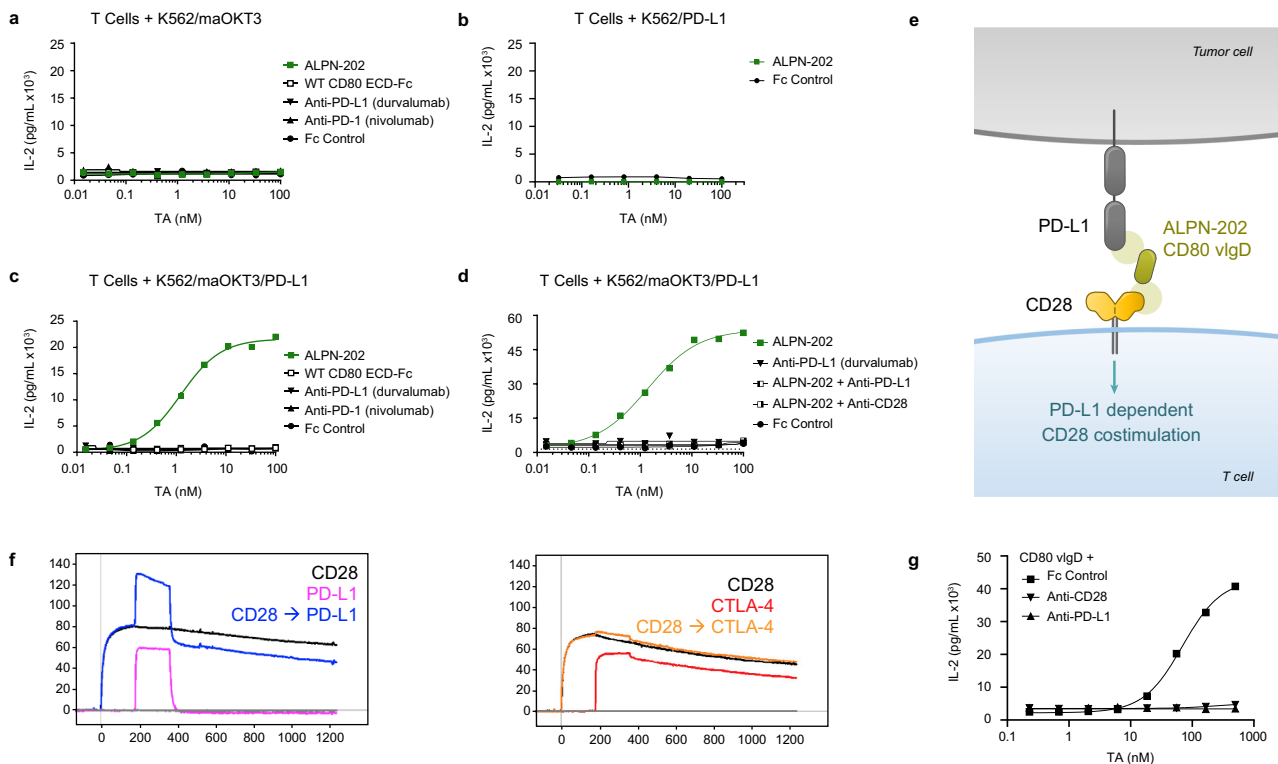 a
T Cells + K562/maOKT3
IL-2 (pg/mL x10³)
25
20
15
10
5
0
0.01
0.1
1
10
100
TA (nM)
ALPN-202
WT CD80 ECD-Fc
Anti-PD-L1 (durvalumab)
Anti-PD-1 (nivolumab)
Fc Control
b
T Cells + K562/PD-L1
IL-2 (pg/mL x10³)
25
20
15
10
5
0
0.01
0.1
1
10
100
TA (nM)
ALPN-202
Fc Control
c
T Cells + K562/maOKT3/PD-L1
IL-2 (pg/mL x10³)
25
20
15
10
5
0
0.01
0.1
1
10
100
TA (nM)
ALPN-202
WT CD80 ECD-Fc
Anti-PD-L1 (durvalumab)
Anti-PD-1 (nivolumab)
Fc Control
d
T Cells + K562/maOKT3/PD-L1
IL-2 (pg/mL x10³)
60
45
30
15
0
0.01
0.1
1
10
100
TA (nM)
ALPN-202
Anti-PD-L1 (durvalumab)
ALPN-202 + Anti-PD-L1
ALPN-202 + Anti-CD28
Fc Control
e
Tumor cell
PD-L1
ALPN-202
CD80 vIgD
CD28
PD-L1 dependent
CD28 costimulation
T cell
f
140
120
100
80
60
40
20
0
0
200
400
600
800
1000
1200
CD28
PD-L1
CD28 → PD-L1
140
120
100
80
60
40
20
0
0
200
400
600
800
1000
1200
CD28
CTLA-4
CD28 → CTLA-4
g
IL-2 (pg/mL x10³)
50
40
30
20
10
0
0.1
1
10
100
1000
TA (nM)
CD80 vIgD +
Fc Control
Anti-CD28
Anti-PD-L1